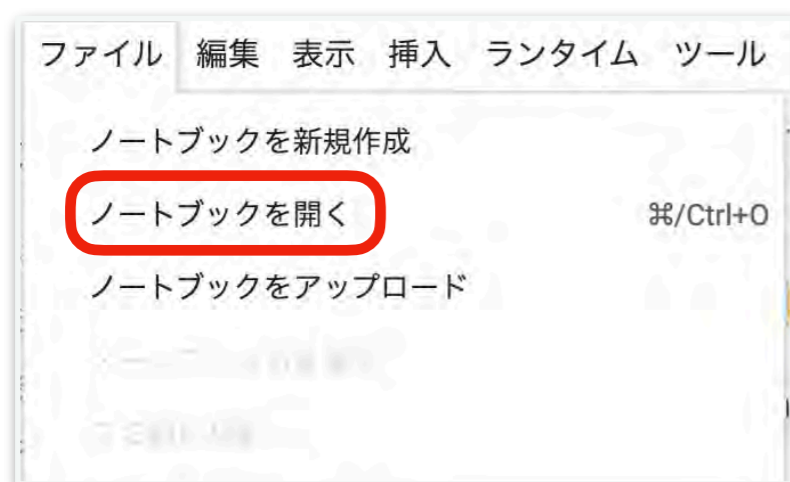 ファイル 編集 表示 挿入 ランタイム ツール
ノートブックを新規作成
ノートブックを開く ⌘/Ctrl+O
ノートブックをアップロード